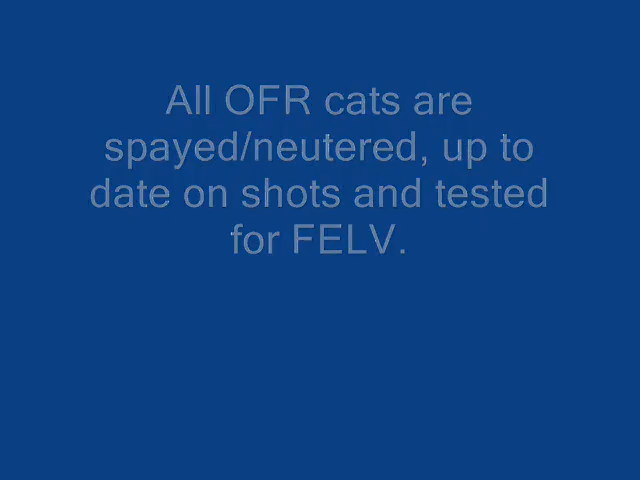 All OFR cats are
spayed/neutered, up to
date on shots and tested
for FELV.